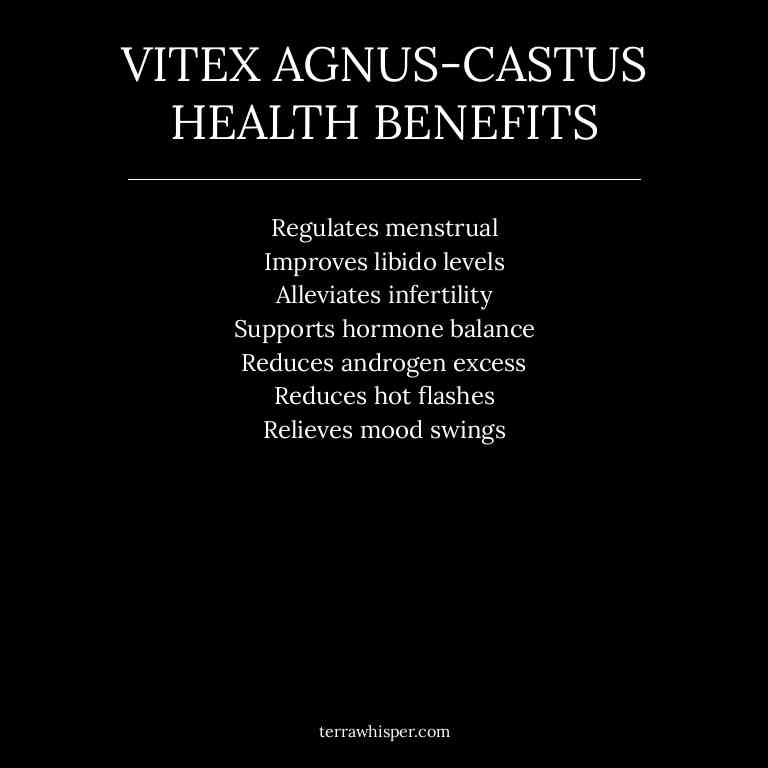 VITEX AGNUS-CASTUS
HEALTH BENEFITS
Regulates menstrual
Improves libido levels
Alleviates infertility
Supports hormone balance
Reduces androgen excess
Reduces hot flashes
Relieves mood swings
terrawhisper.com